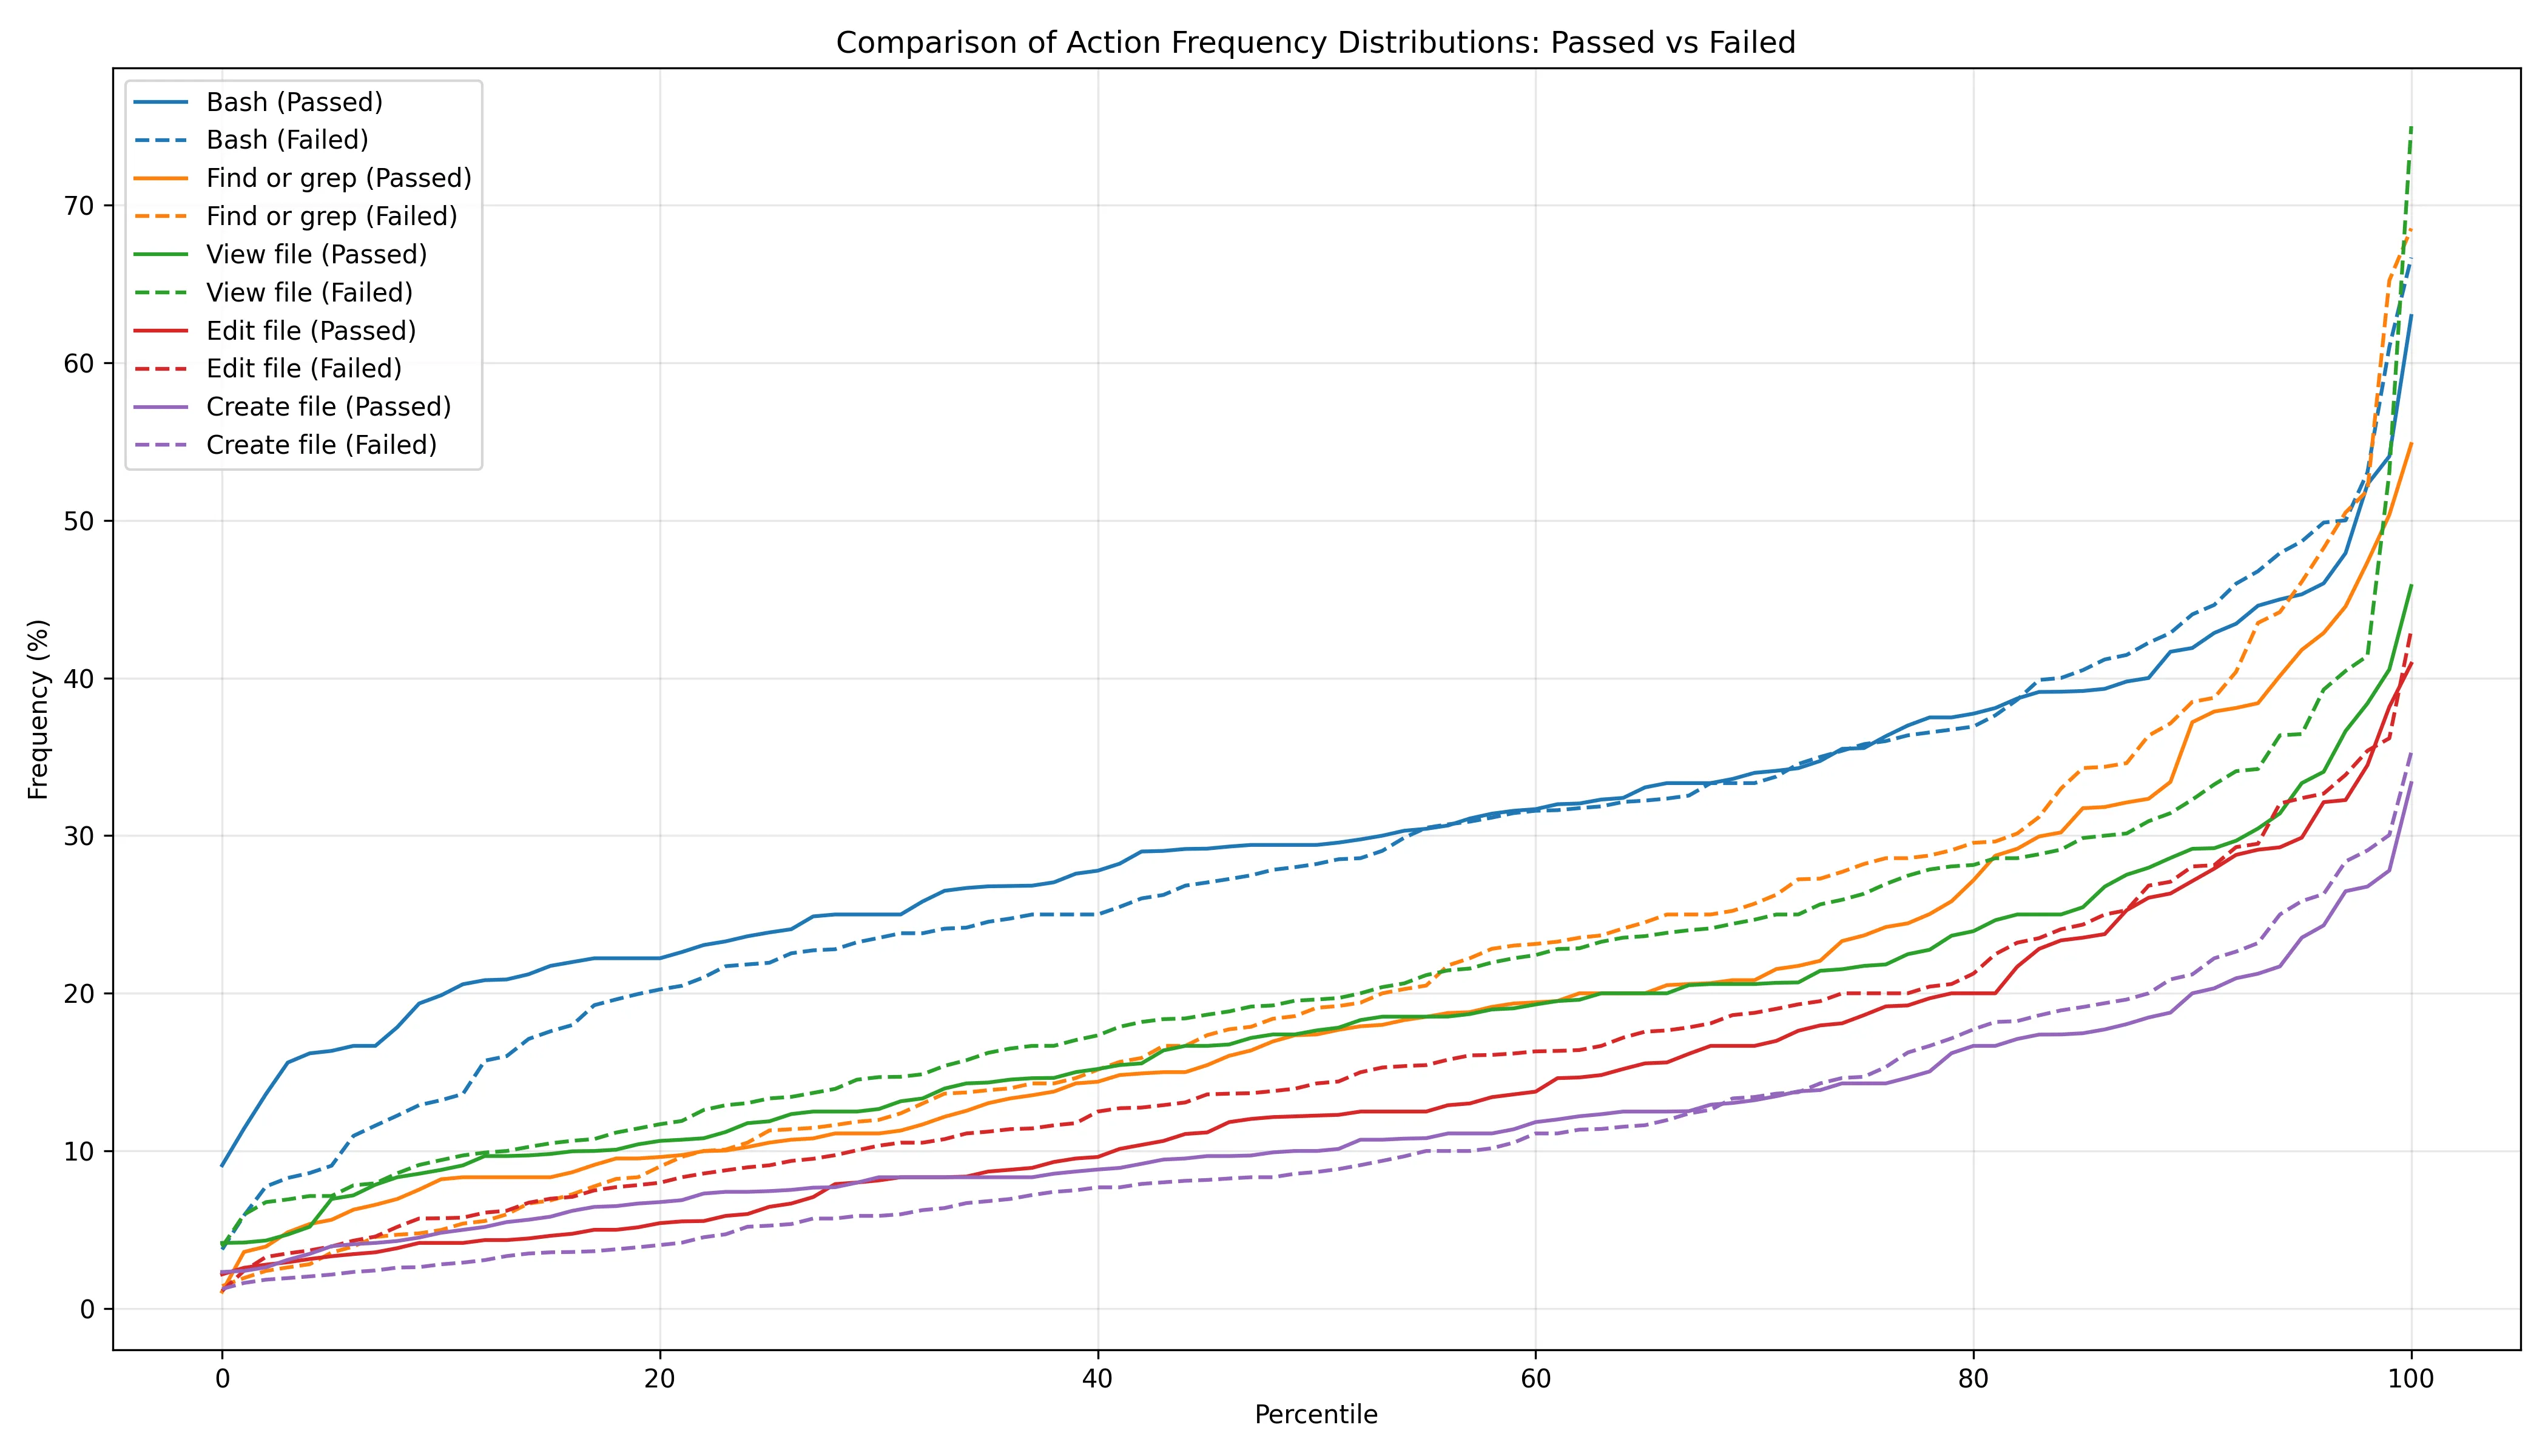 Comparison of Action Frequency Distributions: Passed vs Failed
Bash (Passed)
Bash (Failed)
Find or grep (Passed)
Find or grep (Failed)
View file (Passed)
View file (Failed)
Edit file (Passed)
Edit file (Failed)
Create file (Passed)
Create file (Failed)
Frequency (%)
70
60
50
40
30
20
10
0
0 20 40 60 80 100
Percentile